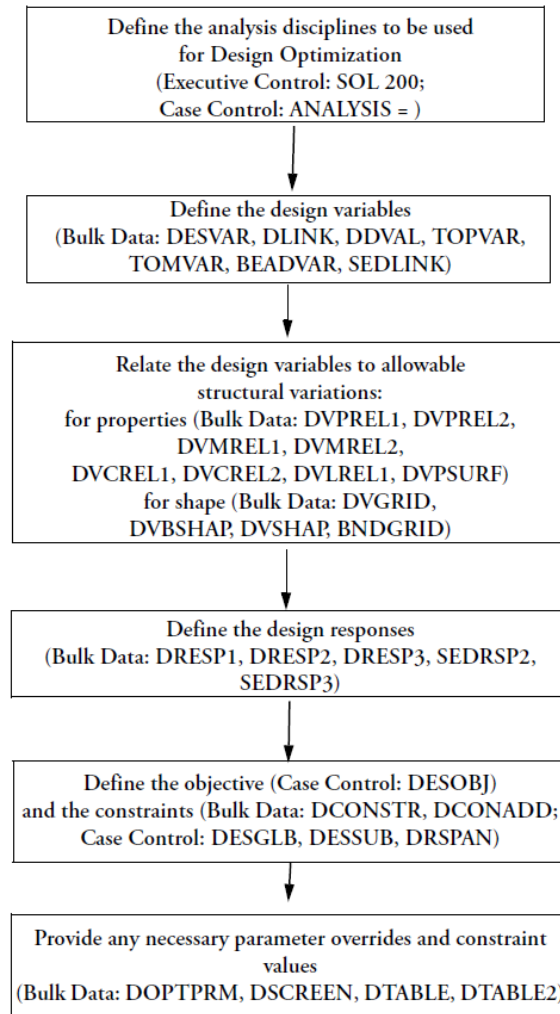 Define the analysis disciplines to be used
for Design Optimization
(Executive Control: SOL 200;
Case Control: ANALYSIS = )
Define the design variables
(Bulk Data: DESVAR, DLINK, DDVAL, TOPVAR,
TOMVAR, BEADVAR, SEDLINK)
Relate the design variables to allowable
structural variations:
for properties (Bulk Data: DVPREL1, DVPREL2,
DVMREL1, DVMREL2,
DVCREL1, DVCREL2, DVLREL1, DVPSURF)
for shape (Bulk Data: DVGRID,
DVBSHAP, DVSHAP, BNDGRID)
Define the design responses
(Bulk Data: DRESP1, DRESP2, DRESP3, SEDRSP2,
SEDRSP3)
Define the objective (Case Control: DESOBJ)
and the constraints (Bulk Data: DCONSTR, DCONADD;
Case Control: DESGLB, DESSUB, DRSPAN)
Provide any necessary parameter overrides and constraint
values
(Bulk Data: DOPTPRM, DSCREEN, DTABLE, DTABLE2)